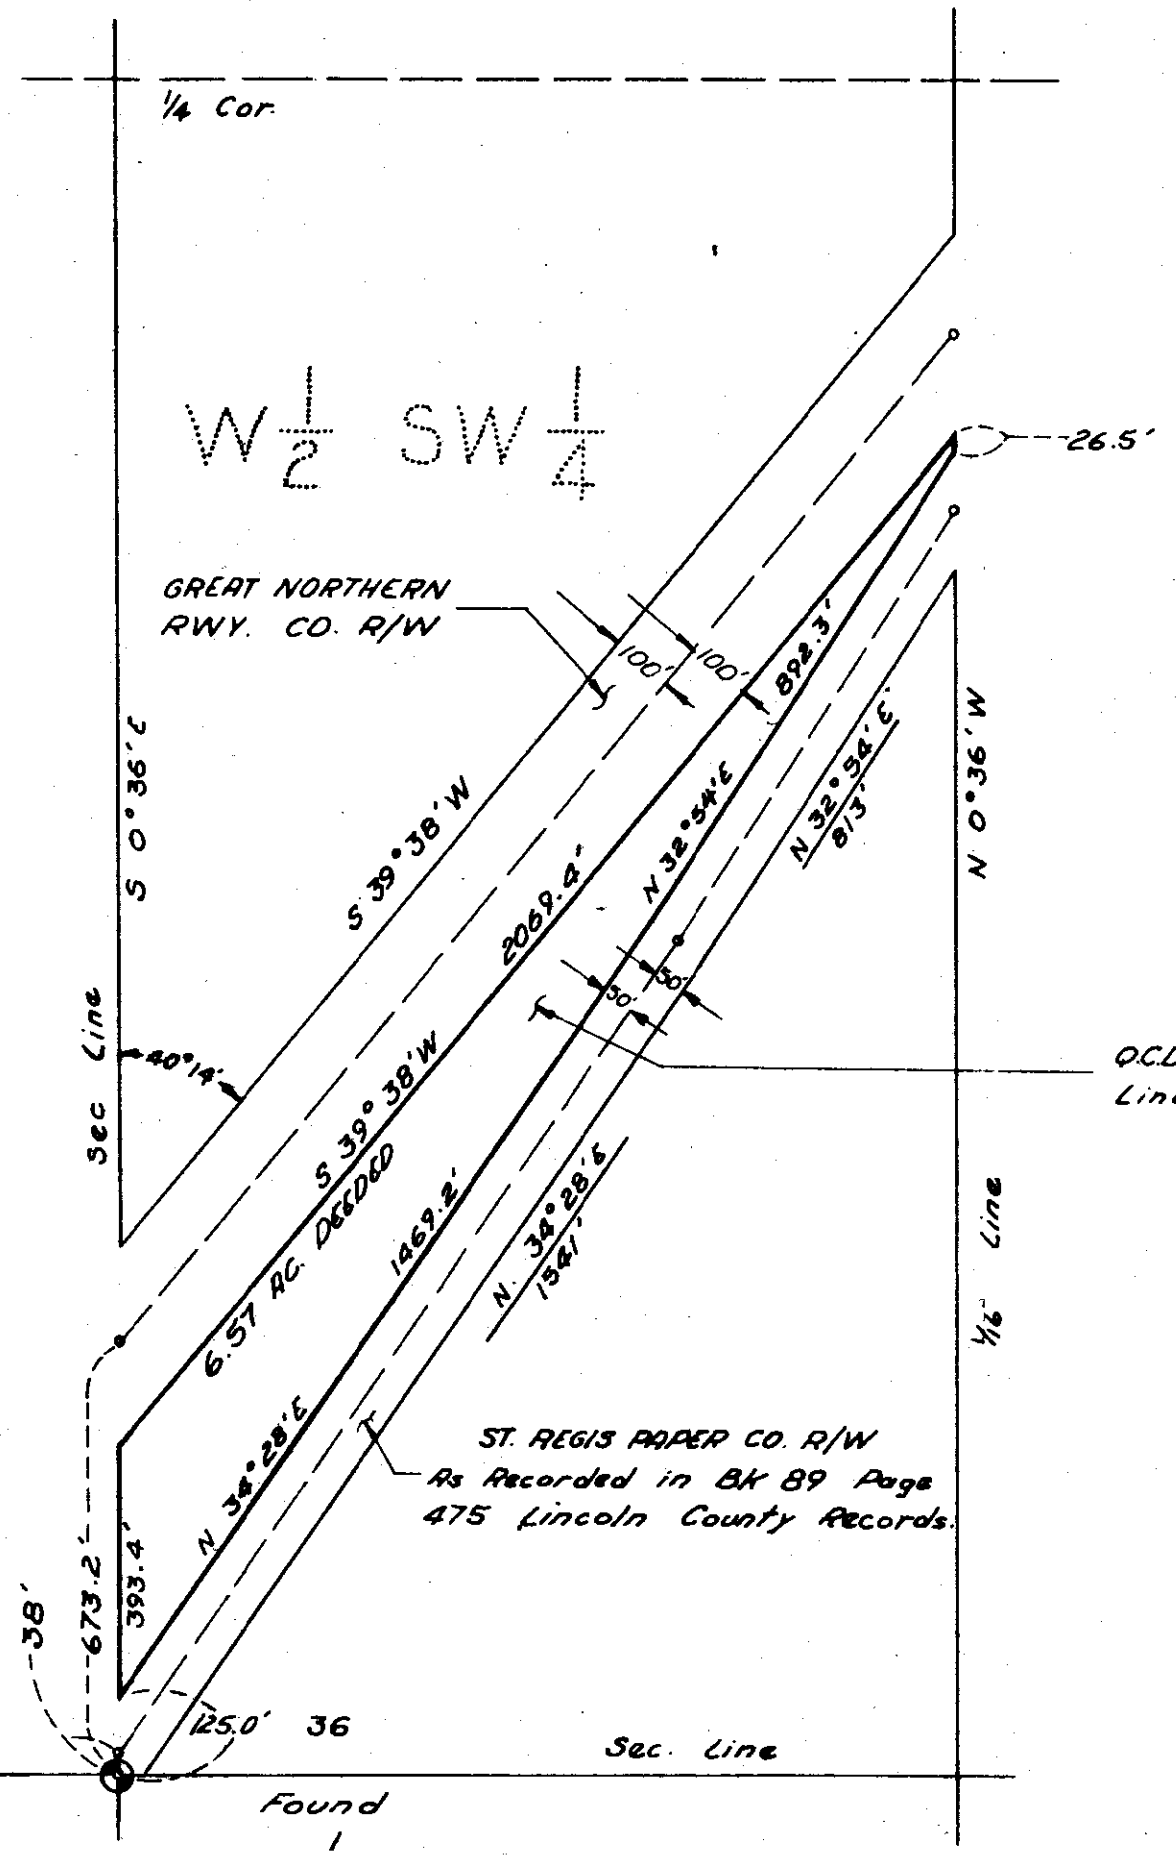 1/4 Cor.
W 1/2 SW 1/4
26.5'
GREAT NORTHERN
RWY. CO. R/W
100'
100'
892.3'
S 0°36'E
N 0°36'W
S 39°38'W
N 32°54'E
N 32°54'E
813'
2069.4'
50'
50'
Sec Line
40°14'
S 39°38'W
6.57 AC. DEEDED
Q.C.D
Line
1469.2'
N. 34°28'E
1541'
1/16 Line
N 34°28'E
ST. REGIS PAPER CO. R/W
As Recorded in BK 89 Page
475 Lincoln County Records.
38'
673.2'
393.4'
125.0'
36
Sec. Line
Found
1